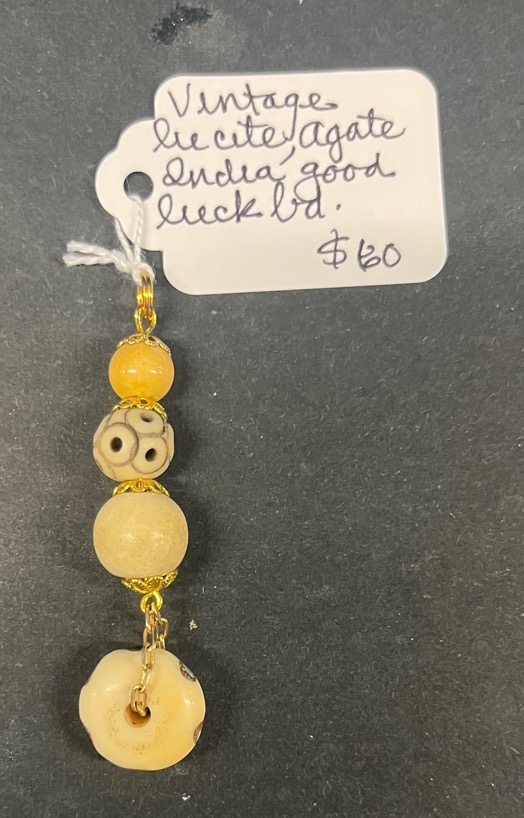 Vintage
lucite, agate
India, good
luck bd.
$60